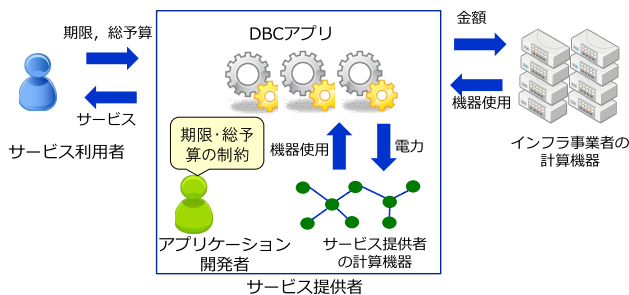 期限，総予算
サービス
サービス利用者
DBCアプリ
期限・総予
算の制約
機器使用
電力
アプリケーション
開発者
サービス提供者
の計算機器
サービス提供者
金額
機器使用
インフラ事業者の
計算機器